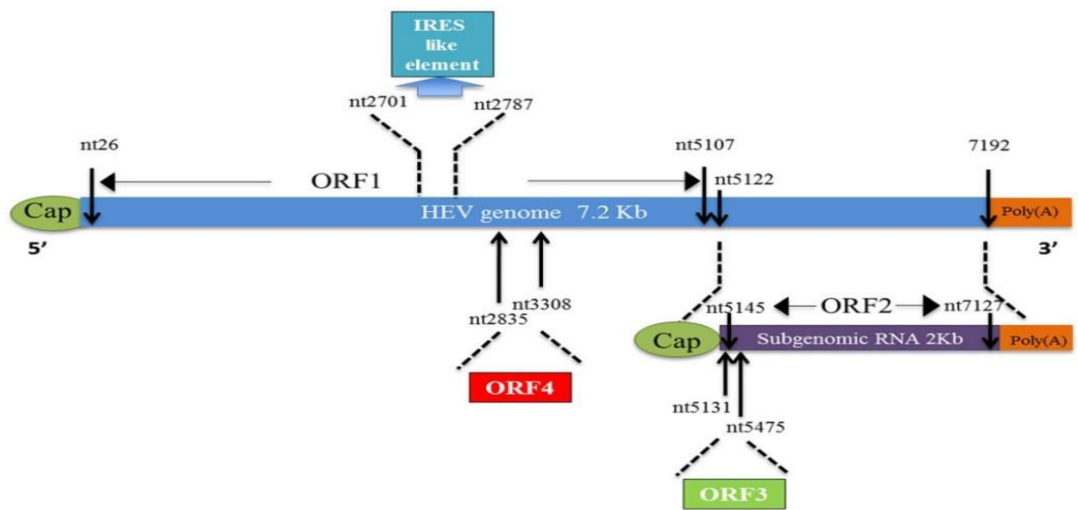 IRES
like
element
nt2701
nt2787
nt26
nt5107
7192
ORF1
nt5122
Cap
HEV genome 7.2 Kb
Poly(A)
5'
3'
nt2835
nt3308
nt5145
ORF2
nt7127
Cap
Subgenomic RNA 2Kb
Poly(A)
ORF4
nt5131
nt5475
ORF3